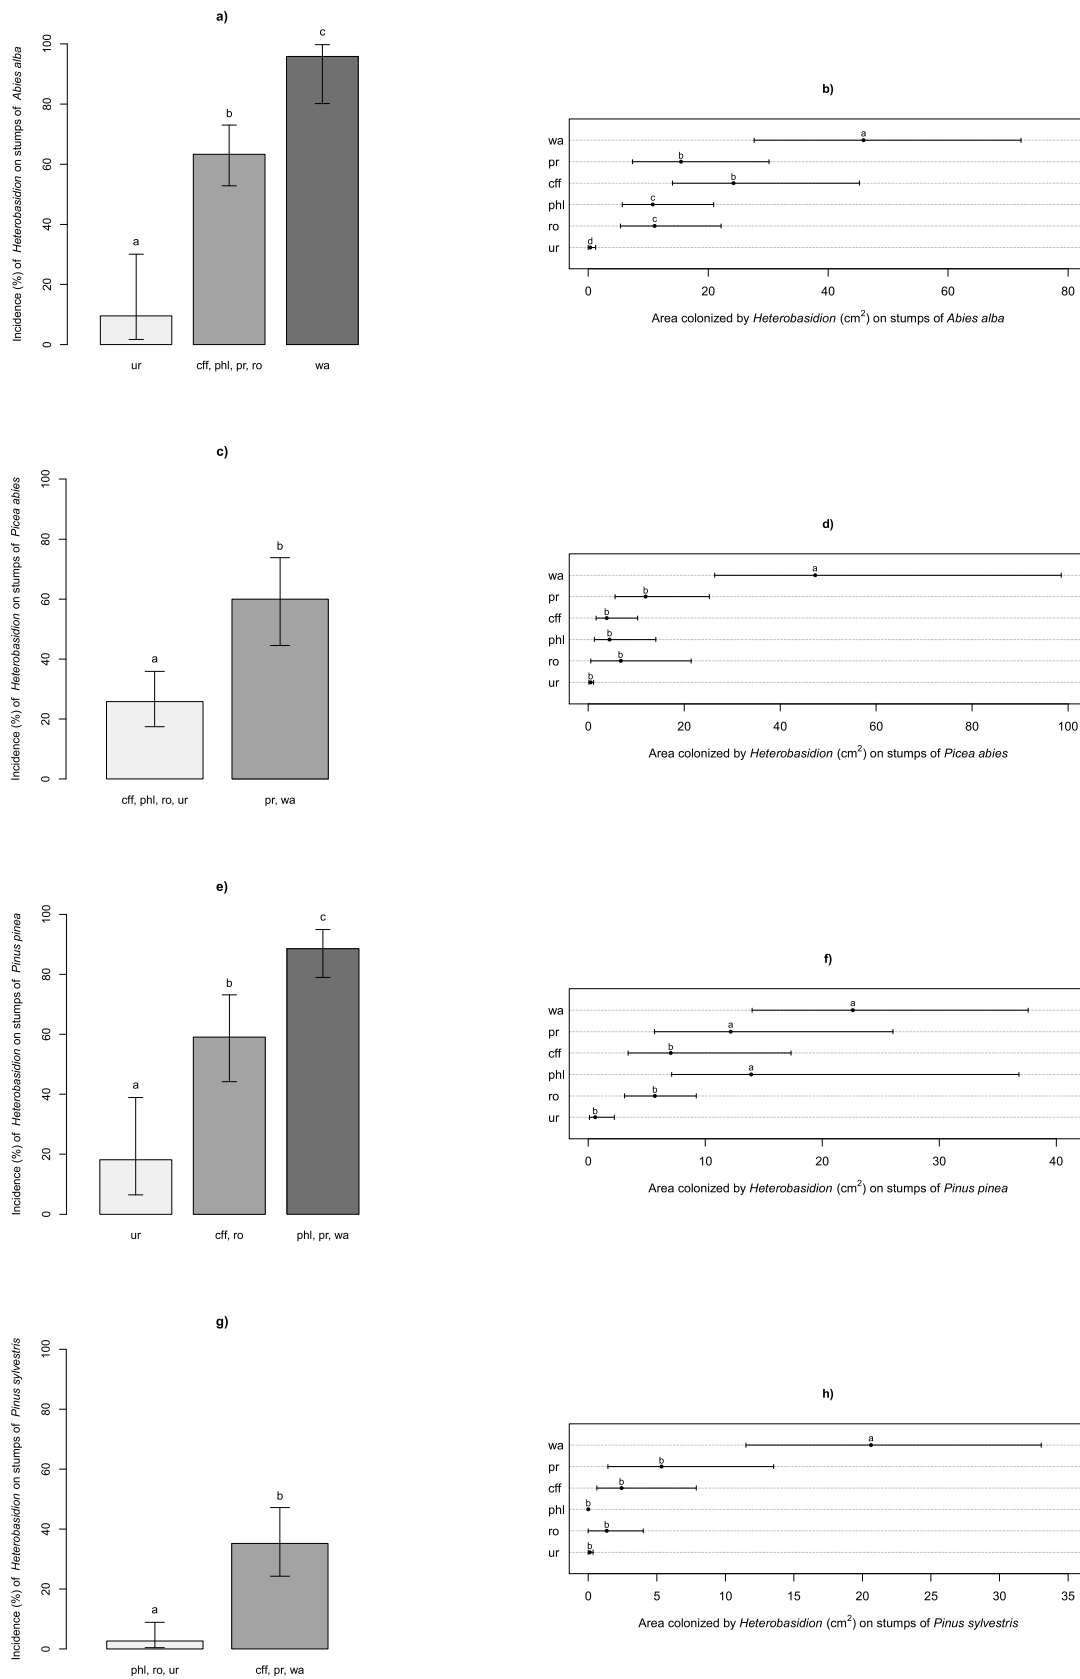 a)
Incidence (%) of Heterobasidion on stumps of Abies alba
0 20 40 60 80 100
a
b
c
ur
cff, phl, pr, ro
wa
b)
wa
a
pr
b
cff
b
phl
c
ro
c
ur
d
0 20 40 60 80
Area colonized by Heterobasidion (cm2) on stumps of Abies alba
c)
Incidence (%) of Heterobasidion on stumps of Picea abies
0 20 40 60 80 100
a
b
cff, phl, ro, ur
pr, wa
d)
wa
a
pr
b
cff
b
phl
b
ro
b
ur
b
0 20 40 60 80 100
Area colonized by Heterobasidion (cm2) on stumps of Picea abies
e)
Incidence (%) of Heterobasidion on stumps of Pinus pinea
0 20 40 60 80 100
a
b
c
ur
cff, ro
phl, pr, wa
f)
wa
a
pr
a
cff
b
phl
a
ro
b
ur
b
0 10 20 30 40
Area colonized by Heterobasidion (cm2) on stumps of Pinus pinea
g)
Incidence (%) of Heterobasidion on stumps of Pinus sylvestris
0 20 40 60 80 100
a
b
phl, ro, ur
cff, pr, wa
h)
wa
a
pr
b
cff
b
phl
b
ro
b
ur
b
0 5 10 15 20 25 30 35
Area colonized by Heterobasidion (cm2) on stumps of Pinus sylvestris